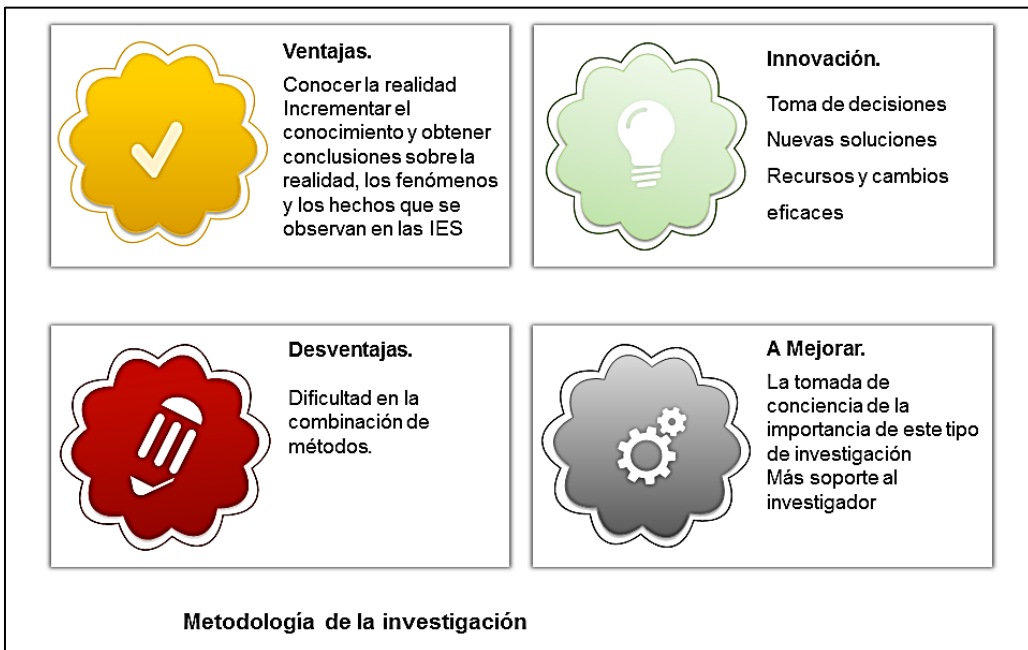 Ventajas.
Conocer la realidad
Incrementar el
conocimiento y obtener
conclusiones sobre la
realidad, los fenómenos
y los hechos que se
observan en las IES
Innovación.
Toma de decisiones
Nuevas soluciones
Recursos y cambios
eficaces
Desventajas.
Dificultad en la
combinación de
métodos.
A Mejorar.
La tomada de
conciencia de la
importancia de este tipo
de investigación
Más soporte al
investigador
Metodología de la investigación